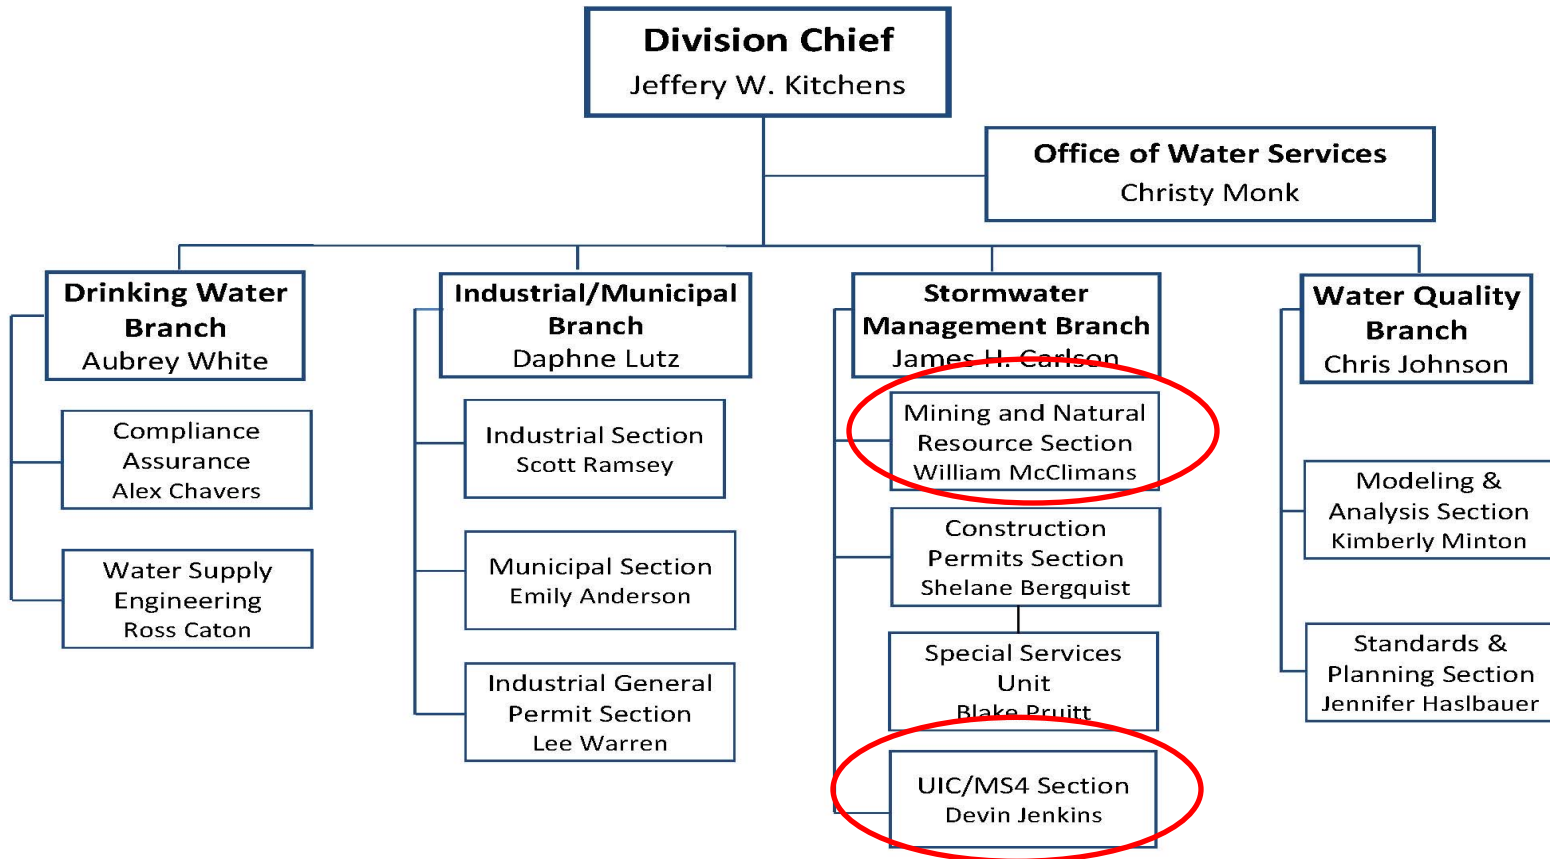 Division Chief
Jeffery W. Kitchens
Office of Water Services
Christy Monk
Drinking Water
Branch
Aubrey White
Compliance
Assurance
Alex Chavers
Water Supply
Engineering
Ross Caton
Industrial/Municipal
Branch
Daphne Lutz
Industrial Section
Scott Ramsey
Municipal Section
Emily Anderson
Industrial General
Permit Section
Lee Warren
Stormwater
Management Branch
James H. Carlson
Mining and Natural
Resource Section
William McClimans
Construction
Permits Section
Shelane Bergquist
Special Services
Unit
Blake Pruitt
UIC/MS4 Section
Devin Jenkins
Water Quality
Branch
Chris Johnson
Modeling &
Analysis Section
Kimberly Minton
Standards &
Planning Section
Jennifer Haslbauer